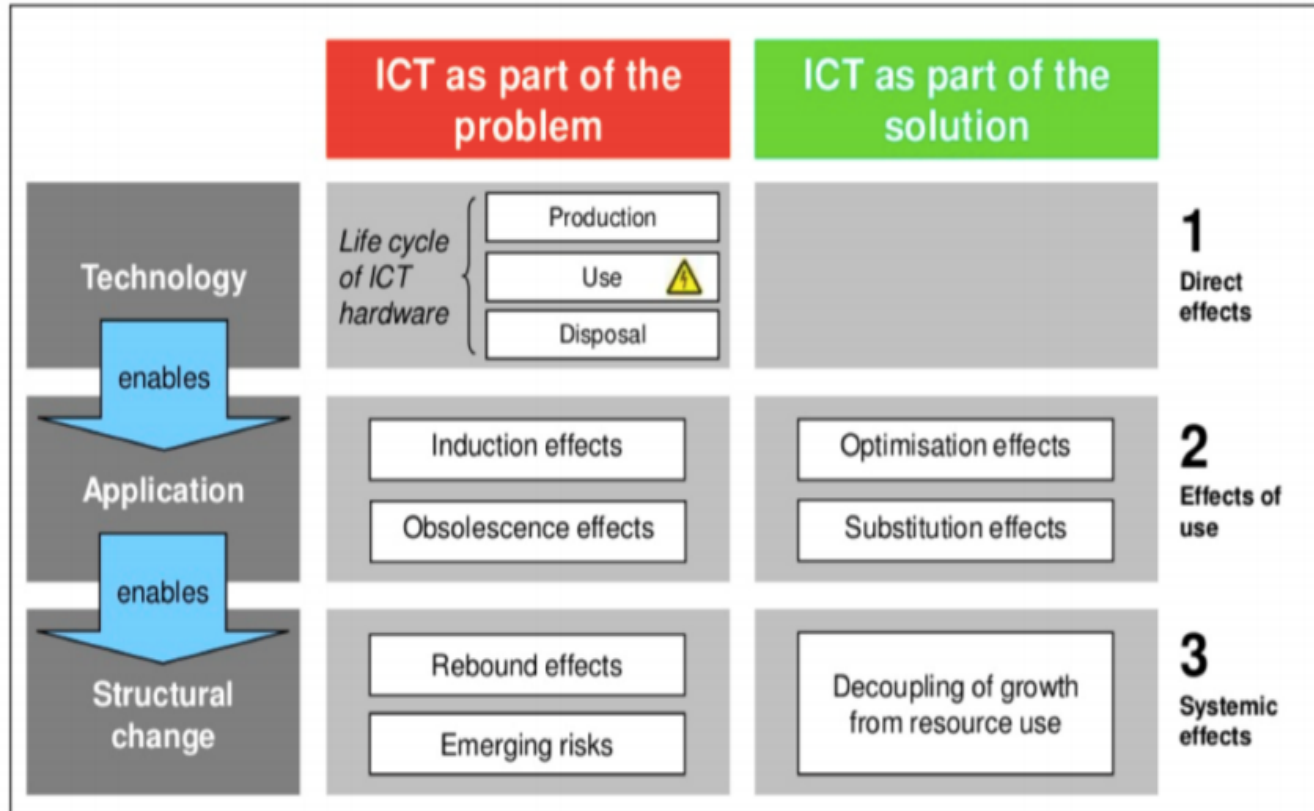 ICT as part of the
problem
ICT as part of the
solution
Technology
Life cycle
of ICT
hardware
Production
Use
Disposal
1
Direct
effects
enables
Application
Induction effects
Obsolescence effects
Optimisation effects
Substitution effects
2
Effects of
use
enables
Structural
change
Rebound effects
Emerging risks
Decoupling of growth
from resource use
3
Systemic
effects